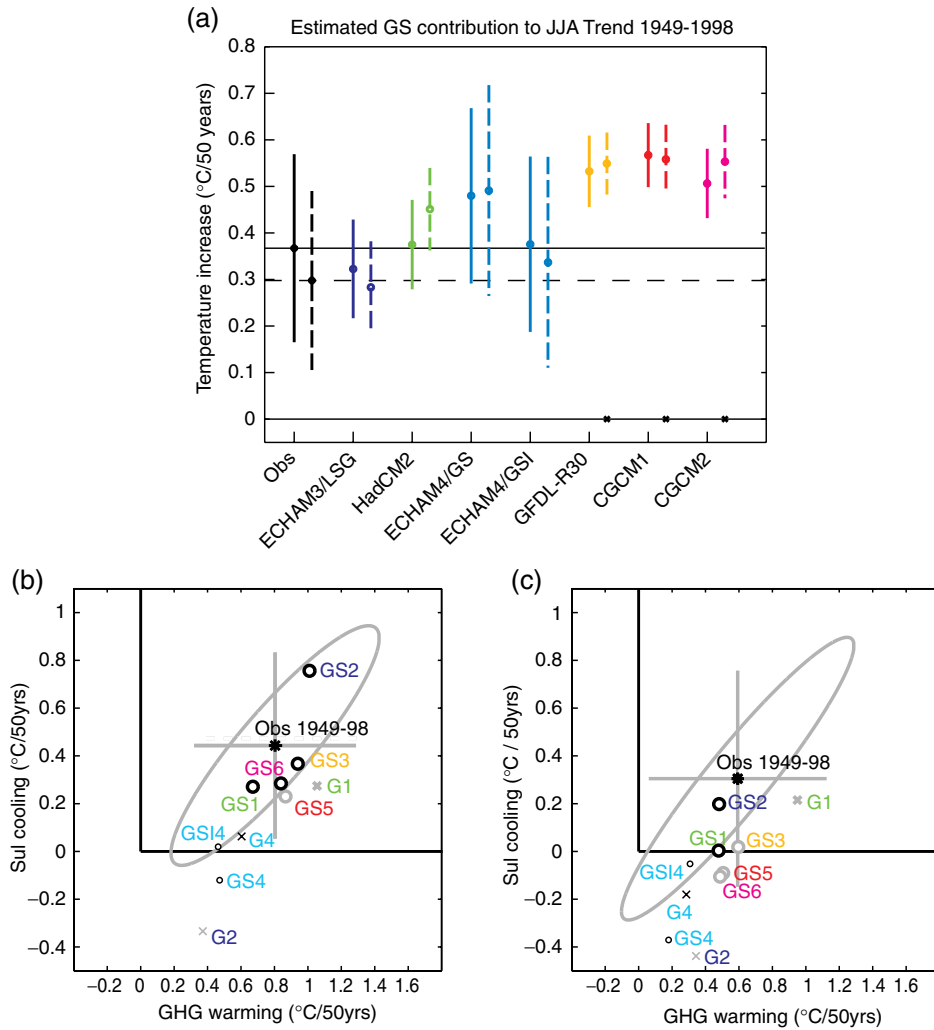 (a)
Estimated GS contribution to JJA Trend 1949-1998
Temperature increase (°C/50 years)
0.8
0.7
0.6
0.5
0.4
0.3
0.2
0.1
0
Obs
ECHAM3/LSG
HadCM2
ECHAM4/GS
ECHAM4/GSI
GFDL-R30
CGCM1
CGCM2
(b)
Sul cooling (°C/50yrs)
1
0.8
0.6
0.4
0.2
0
−0.2
−0.4
GS2
Obs 1949-98
GS6
GS3
GS1
G1
GS5
GSI4
G4
GS4
G2
−0.4
0
0.2
0.4
0.6
0.8
1
1.2
1.4
1.6
GHG warming (°C/50yrs)
(c)
Sul cooling (°C / 50yrs)
1
0.8
0.6
0.4
0.2
0
−0.2
−0.4
Obs 1949-98
GS2
G1
GS1
GS3
GSI4
GS5
GS6
G4
GS4
G2
−0.4
0
0.2
0.4
0.6
0.8
1
1.2
1.4
1.6
GHG warming (°C/50yrs)